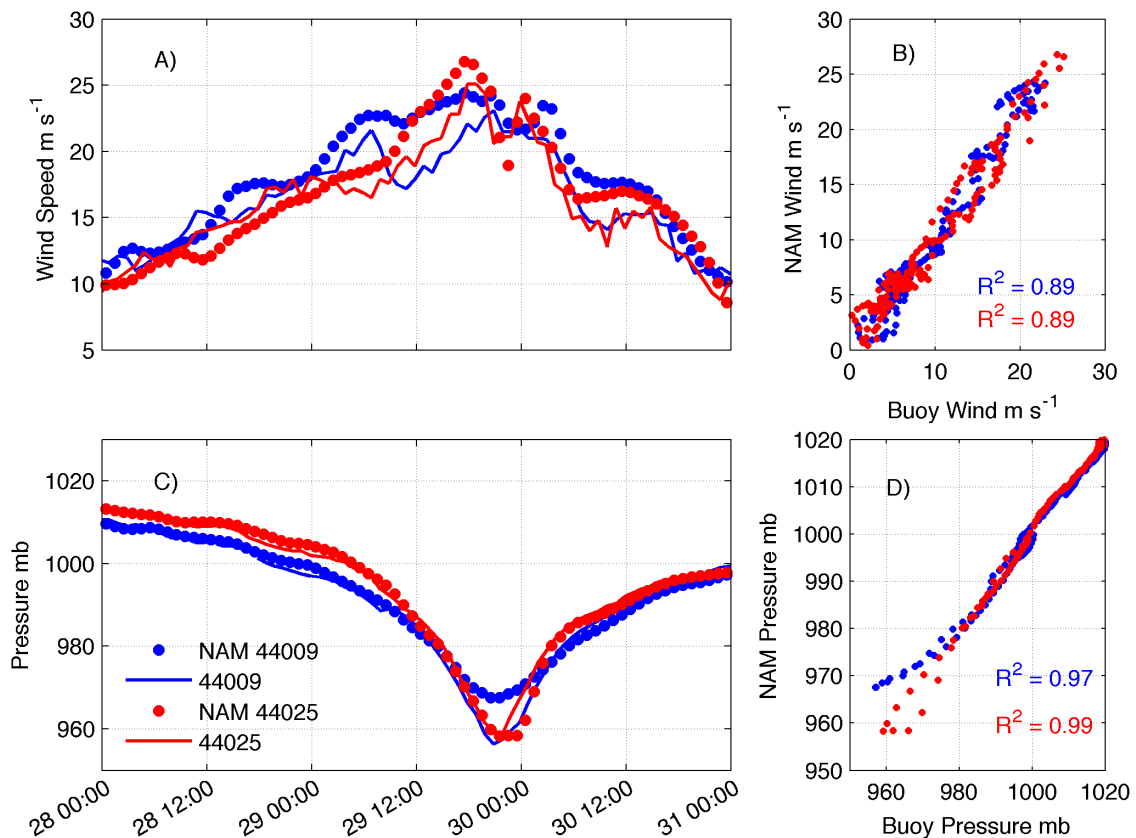 30
25
20
15
10
5
Wind Speed m s⁻¹
A)
30
25
20
15
10
5
0
NAM Wind m s⁻¹
B)
R² = 0.89
R² = 0.89
0 10 20 30
Buoy Wind m s⁻¹
1020
1000
980
960
Pressure mb
C)
NAM 44009
44009
NAM 44025
44025
28 00:00
28 12:00
29 00:00
29 12:00
30 00:00
30 12:00
31 00:00
1020
1010
1000
990
980
970
960
950
NAM Pressure mb
D)
R² = 0.97
R² = 0.99
960 980 1000 1020
Buoy Pressure mb